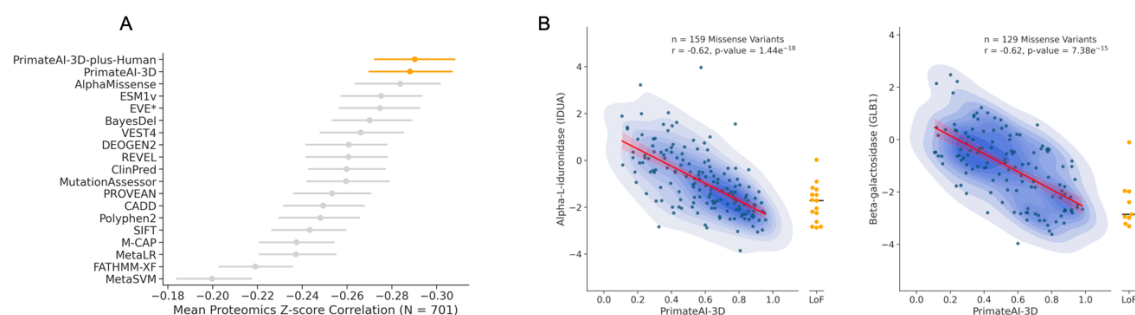 A
PrimateAI-3D-plus-Human
PrimateAI-3D
AlphaMissense
ESM1v
EVE*
BayesDel
VEST4
DEOGEN2
REVEL
ClinPred
MutationAssessor
PROVEAN
CADD
Polyphen2
SIFT
M-CAP
MetaLR
FATHMM-XF
MetaSVM
−0.18 −0.20 −0.22 −0.24 −0.26 −0.28 −0.30
Mean Proteomics Z-score Correlation (N = 701)
B
n = 159 Missense Variants
r = -0.62, p-value = 1.44e⁻¹⁸
Alpha-L-iduronidase (IDUA)
4
2
0
−2
−4
0.0 0.2 0.4 0.6 0.8 1.0 LoF
PrimateAI-3D
n = 129 Missense Variants
r = -0.62, p-value = 7.38e⁻¹⁵
Beta-galactosidase (GLB1)
4
2
0
−2
−4
0.0 0.2 0.4 0.6 0.8 1.0 LoF
PrimateAI-3D